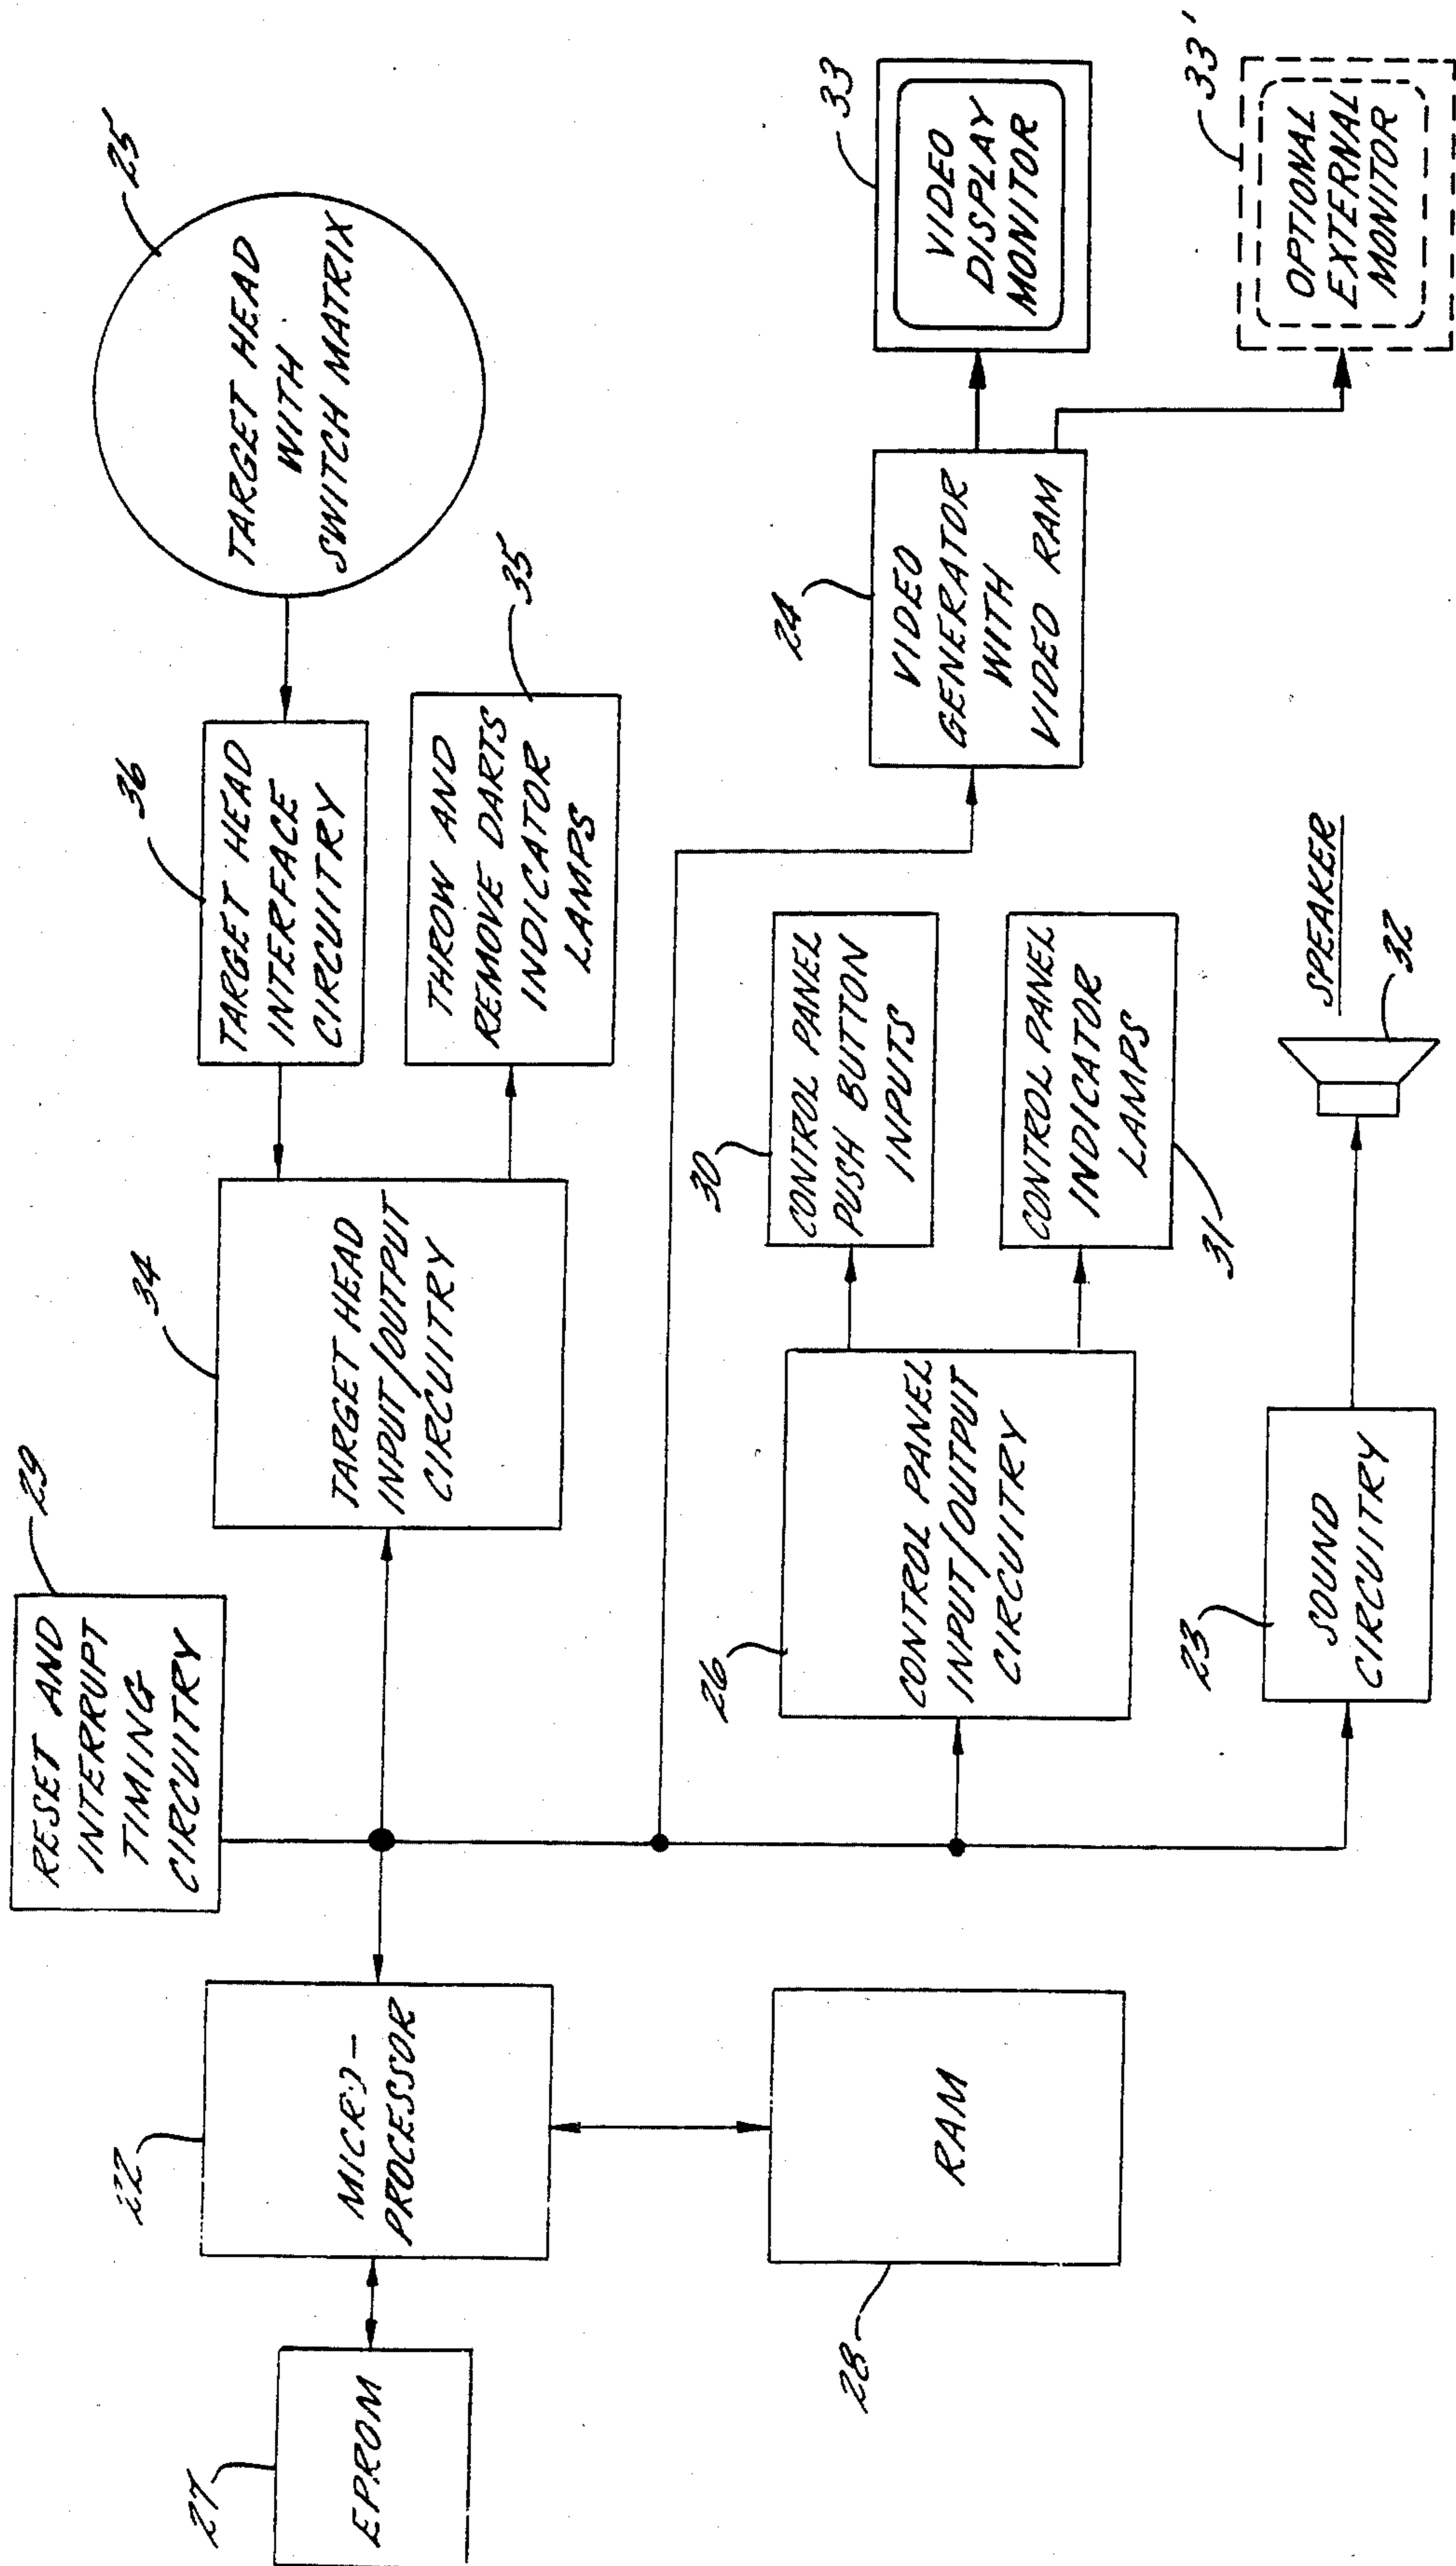 29
RESET AND
INTERRUPT
TIMING
CIRCUITRY
27
EPROM
22
MICRO-
PROCESSOR
28
RAM
34
TARGET HEAD
INPUT/OUTPUT
CIRCUITRY
36
TARGET HEAD
INTERFACE
CIRCUITRY
25
TARGET HEAD
WITH
SWITCH MATRIX
35
THROW AND
REMOVE DARTS
INDICATOR
LAMPS
24
VIDEO
GENERATOR
WITH
VIDEO RAM
33
VIDEO
DISPLAY
MONITOR
33'
OPTIONAL
EXTERNAL
MONITOR
26
CONTROL PANEL
INPUT/OUTPUT
CIRCUITRY
30
CONTROL PANEL
PUSH BUTTON
INPUTS
CONTROL PANEL
INDICATOR
LAMPS
31
23
SOUND
CIRCUITRY
SPEAKER
32